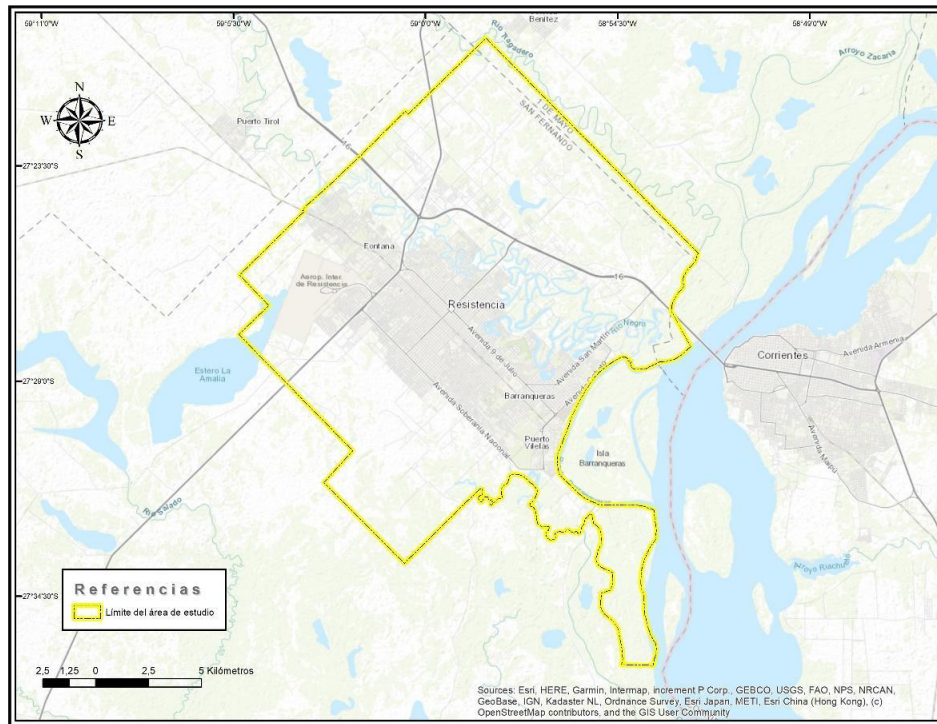 59°11'0"W
59°5'30"W
59°0'0"W
58°54'30"W
58°49'0"W
27°23'30"S
27°29'0"S
27°34'30"S
N
W
E
S
Benitez
Río Ragadero
Arroyo Zacaria
1 DE MAYO
SAN FERNANDO
Puerto Tirol
16
Fontana
Aerop. Inter.
de Resistencia
Resistencia
16
Río Negro
Avenida 9 de Julio
Avenida San Martín
Corrientes
Avenida Armenia
Avenida Maipú
Estero La
Amalia
Avenida Soberanía Nacional
Barranqueras
Puerto
Vilelas
Isla
Barranqueras
Río Salado
Arroyo Riachuelo
Referencias
Límite del área de estudio
2,5 1,25 0 2,5 5 Kilómetros
Sources: Esri, HERE, Garmin, Intermap, increment P Corp., GEBCO, USGS, FAO, NPS, NRCAN,
GeoBase, IGN, Kadaster NL, Ordnance Survey, Esri Japan, METI, Esri China (Hong Kong), (c)
OpenStreetMap contributors, and the GIS User Community